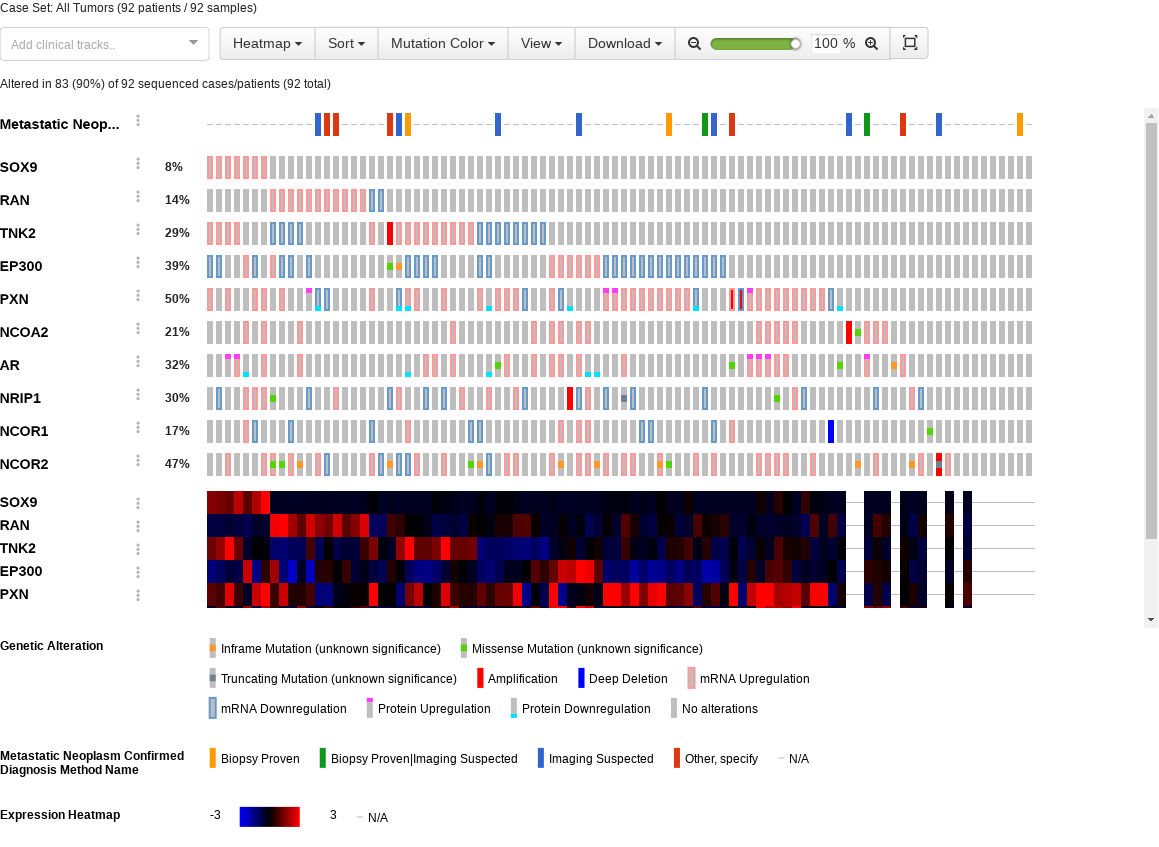 Case Set: All Tumors (92 patients / 92 samples)
Add clinical tracks..
Heatmap Sort Mutation Color View Download 100 %
Altered in 83 (90%) of 92 sequenced cases/patients (92 total)
Metastatic Neop...
SOX9 8%
RAN 14%
TNK2 29%
EP300 39%
PXN 50%
NCOA2 21%
AR 32%
NRIP1 30%
NCOR1 17%
NCOR2 47%
SOX9
RAN
TNK2
EP300
PXN
Genetic Alteration
Inframe Mutation (unknown significance) Missense Mutation (unknown significance)
Truncating Mutation (unknown significance) Amplification Deep Deletion mRNA Upregulation
mRNA Downregulation Protein Upregulation Protein Downregulation No alterations
Metastatic Neoplasm Confirmed
Diagnosis Method Name
Biopsy Proven Biopsy Proven|Imaging Suspected Imaging Suspected Other, specify N/A
Expression Heatmap -3 3 N/A